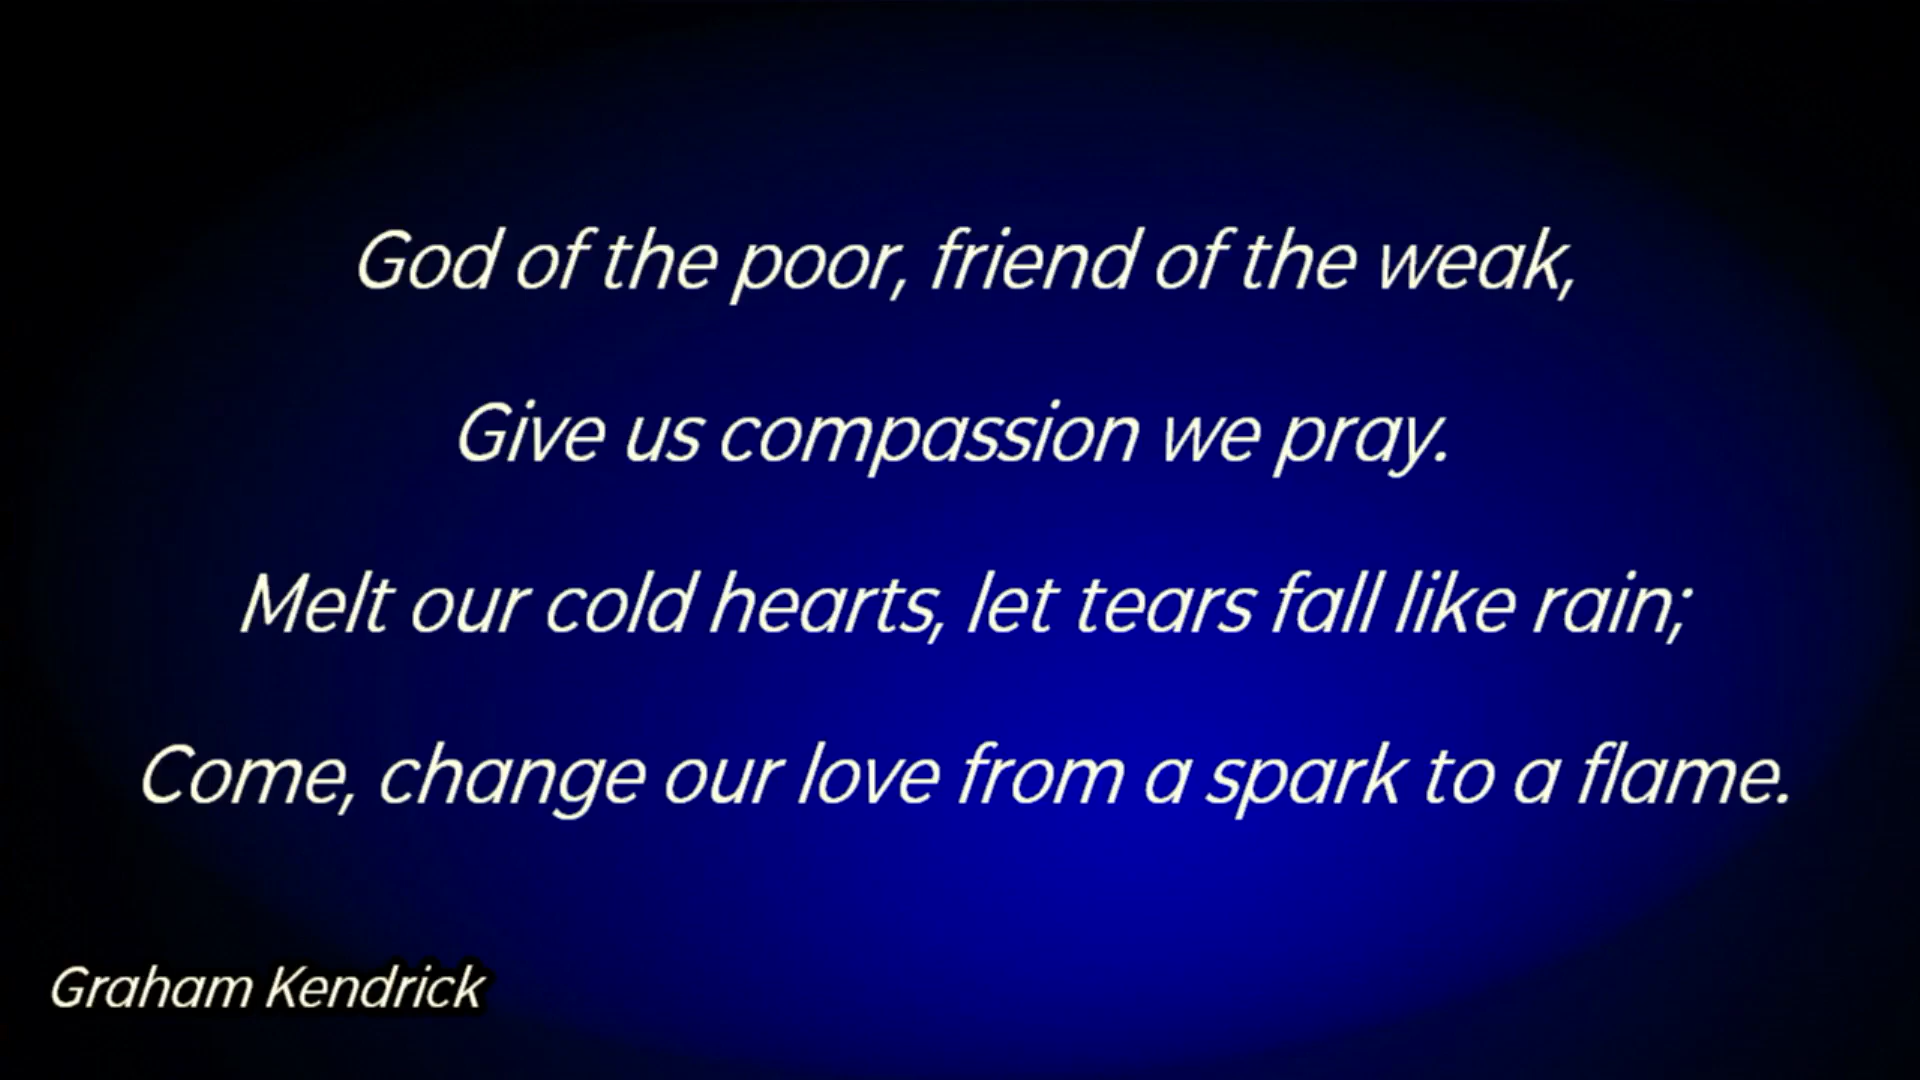 God of the poor, friend of the weak,
Give us compassion we pray.
Melt our cold hearts, let tears fall like rain;
Come, change our love from a spark to a flame.
Graham Kendrick